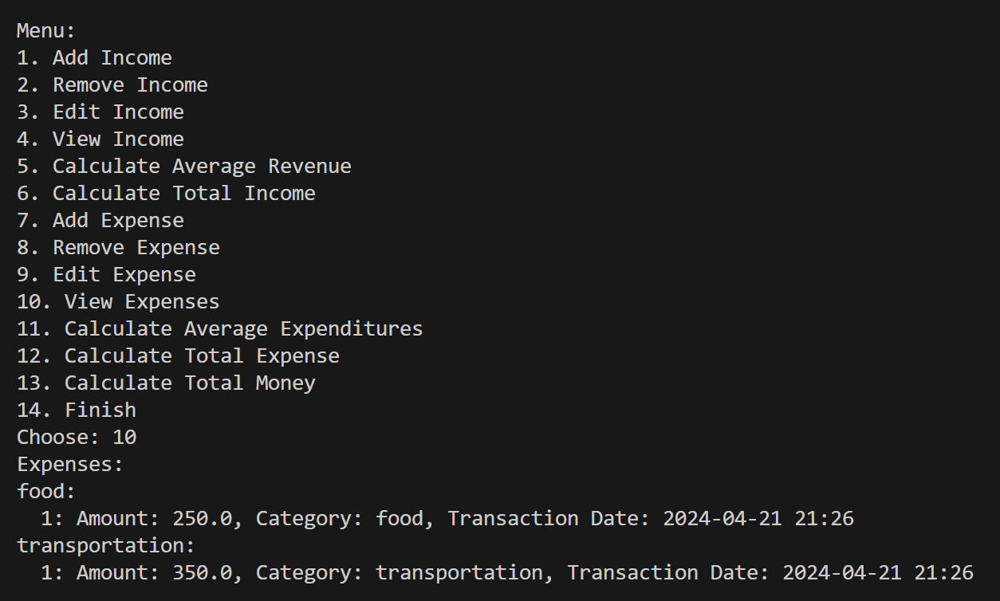 Menu:
1. Add Income
2. Remove Income
3. Edit Income
4. View Income
5. Calculate Average Revenue
6. Calculate Total Income
7. Add Expense
8. Remove Expense
9. Edit Expense
10. View Expenses
11. Calculate Average Expenditures
12. Calculate Total Expense
13. Calculate Total Money
14. Finish
Choose: 10
Expenses:
food:
  1: Amount: 250.0, Category: food, Transaction Date: 2024-04-21 21:26
transportation:
  1: Amount: 350.0, Category: transportation, Transaction Date: 2024-04-21 21:26